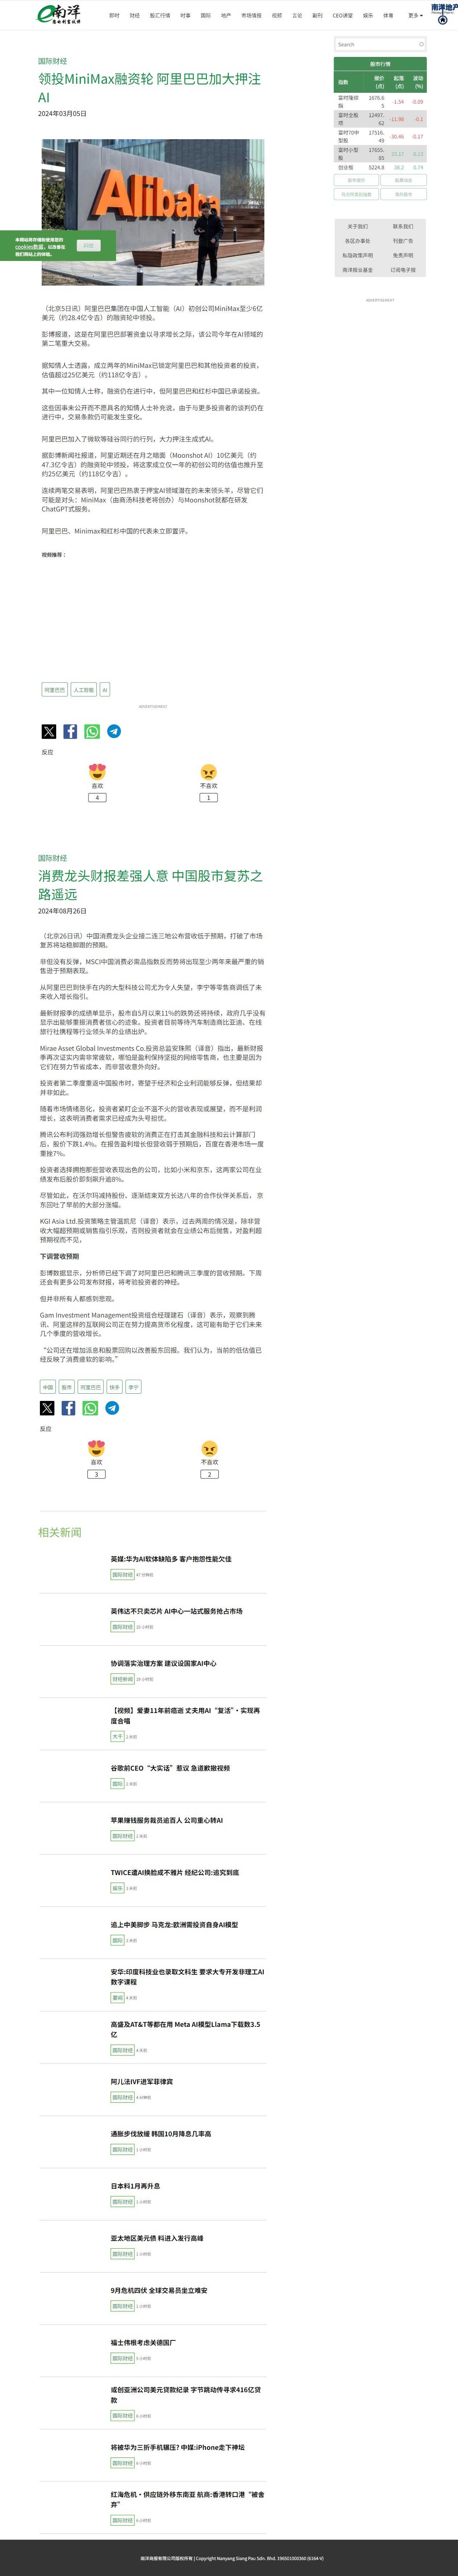 e南洋
您的財富伙伴
即时 财经 股汇行情 时事 国际 地产 市场情报 视频 言论 副刊 CEO讲堂 娱乐 体育 更多
南洋地产
国际财经
领投MiniMax融资轮 阿里巴巴加大押注
AI
2024年03月05日
Alibaba
本网站将存储和使用您的
cookies数据，以改善在
我们网站上的体验。
同意
（北京5日讯）阿里巴巴集团在中国人工智能（AI）初创公司MiniMax至少6亿
美元（约28.4亿令吉）的融资轮中领投。
彭博报道，这是在阿里巴巴部署资金以寻求增长之际，该公司今年在AI领域的
第二笔重大交易。
据知情人士透露，成立两年的MiniMax已锁定阿里巴巴和其他投资者的投资，
估值超过25亿美元（约118亿令吉）。
其中一位知情人士称，融资仍在进行中，但阿里巴巴和红杉中国已承诺投资。
这些因事未公开而不愿具名的知情人士补充说，由于与更多投资者的谈判仍在
进行中，交易条款仍可能发生变化。
阿里巴巴加入了微软等硅谷同行的行列，大力押注生成式AI。
据彭博新闻社报道，阿里近期还在月之暗面（Moonshot AI）10亿美元（约
47.3亿令吉）的融资轮中领投，将这家成立仅一年的初创公司的估值也推升至
约25亿美元（约118亿令吉）。
连续两笔交易表明，阿里巴巴热衷于押宝AI领域潜在的未来领头羊，尽管它们
可能是对头：MiniMax（由商汤科技老将创办）与Moonshot就都在研发
ChatGPT式服务。
阿里巴巴、Minimax和红杉中国的代表未立即置评。
视频推荐：
阿里巴巴 人工智能 AI
ADVERTISEMENT
反应
喜欢 不喜欢
4 1
国际财经
消费龙头财报差强人意 中国股市复苏之
路遥远
2024年08月26日
（北京26日讯）中国消费龙头企业接二连三地公布营收低于预期，打破了市场
复苏将站稳脚跟的预期。
非但没有反弹，MSCI中国消费必需品指数反而势将出现至少两年来最严重的销
售逊于预期表现。
从阿里巴巴到快手在内的大型科技公司尤为令人失望，李宁等零售商调低了未
来收入增长指引。
最新财报季的成绩单显示，股市自5月以来11%的跌势还将持续，政府几乎没有
显示出能够重振消费者信心的迹象。投资者目前等待汽车制造商比亚迪、在线
旅行社携程等行业领头羊的业绩出炉。
Mirae Asset Global Investments Co.投资总监安珠熙（译音）指出，最新财报
季再次证实内需非常疲软，哪怕是盈利保持坚挺的网络零售商，也主要是因为
它们在努力节省成本，而非营收意外向好。
投资者第二季度重返中国股市时，寄望于经济和企业利润能够反弹，但结果却
并非如此。
随着市场情绪恶化，投资者紧盯企业不温不火的营收表现或展望，而不是利润
增长，这表明消费者需求已经成为头号担忧。
腾讯公布利润强劲增长但警告疲软的消费正在打击其金融科技和云计算部门
后，股价下跌1.4%。在报告盈利增长但营收弱于预期后，百度在香港市场一度
重挫7%。
投资者选择拥抱那些营收表现出色的公司，比如小米和京东，这两家公司在业
绩发布后股价即刻飙升逾8%。
尽管如此，在沃尔玛减持股份、逐渐结束双方长达八年的合作伙伴关系后， 京
东回吐了早前的大部分涨幅。
KGI Asia Ltd.投资策略主管温凯尼（译音）表示，过去两周的情况是，除非营
收大幅超预期或销售指引乐观，否则投资者就会在业绩公布后抛售，对盈利超
预期视而不见，
下调营收预期
彭博数据显示，分析师已经下调了对阿里巴巴和腾讯三季度的营收预期。下周
还会有更多公司发布财报，将考验投资者的神经。
但并非所有人都感到悲观。
Gam Investment Management投资组合经理建石（译音）表示，观察到腾
讯、阿里这样的互联网公司正在努力提高货币化程度，这可能有助于它们未来
几个季度的营收增长。
“公司还在增加派息和股票回购以改善股东回报。我们认为，当前的低估值已
经反映了消费疲软的影响。”
中国 股市 阿里巴巴 快手 李宁
反应
喜欢 不喜欢
3 2
相关新闻
英媒:华为AI软体缺陷多 客户抱怨性能欠佳
国际财经 47 分钟前
英伟达不只卖芯片 AI中心一站式服务抢占市场
国际财经 20 小时前
协调落实治理方案 建议设国家AI中心
财经新闻 19 小时前
【视频】爱妻11年前癌逝 丈夫用AI“复活”·实现再
度合唱
大千 2 天前
谷歌前CEO“大实话”惹议 急道歉撤视频
国际 2 天前
苹果赚钱服务裁员逾百人 公司重心转AI
国际财经 2 天前
TWICE遭AI换脸成不雅片 经纪公司:追究到底
娱乐 3 天前
追上中美脚步 马克龙:欧洲需投资自身AI模型
国际 3 天前
安华:印度科技业也录取文科生 要求大专开发非理工AI
数字课程
要闻 4 天前
高盛及AT&T等都在用 Meta AI模型Llama下载数3.5
亿
国际财经 4 天前
阿儿法IVF进军菲律宾
国际财经 4 分钟前
通胀步伐放缓 韩国10月降息几率高
国际财经 1 小时前
日本料1月再升息
国际财经 1 小时前
亚太地区美元债 料进入发行高峰
国际财经 1 小时前
9月危机四伏 全球交易员坐立难安
国际财经 1 小时前
福士伟根考虑关德国厂
国际财经 5 小时前
或创亚洲公司美元贷款纪录 字节跳动传寻求416亿贷
款
国际财经 6 小时前
将被华为三折手机辗压? 中媒:iPhone走下神坛
国际财经 6 小时前
红海危机·供应链外移东南亚 航商:香港转口港“被舍
弃”
国际财经 6 小时前
Search
股市行情
指数 报价(点) 起落(点) 波动(%)
富时隆综指 1676.65 -1.54 -0.09
富时全股项 12497.62 -11.98 -0.1
富时70中型股 17516.49 -30.46 -0.17
富时小型股 17655.85 23.17 0.13
创业板 5224.8 38.2 0.74
股市报价 股票动态
马交所期货指数 海外股市
关于我们 联系我们
各区办事处 刊登广告
私隐政策声明 免责声明
南洋报业基金 订阅电子报
ADVERTISEMENT
南洋商报有限公司版权所有 | Copyright Nanyang Siang Pau Sdn. Bhd. 196501000360 (6164-V)